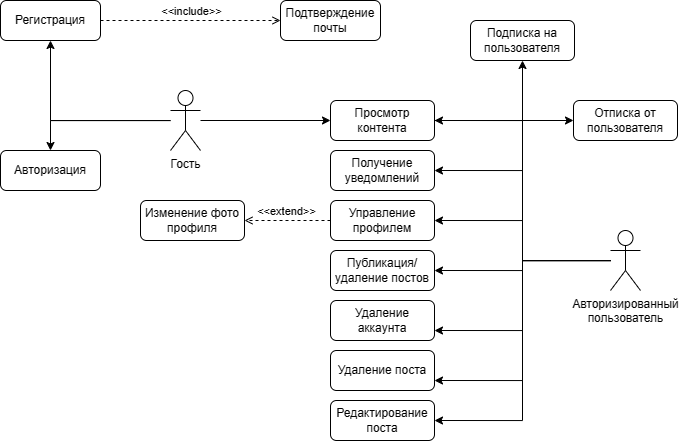 Регистрация
<<include>>
Подтверждение
почты
Подписка на
пользователя
Просмотр
контента
Отписка от
пользователя
Гость
Авторизация
Получение
уведомлений
Изменение фото
профиля
<<extend>>
Управление
профилем
Публикация/
удаление постов
Авторизированный
пользователь
Удаление
аккаунта
Удаление поста
Редактирование
поста